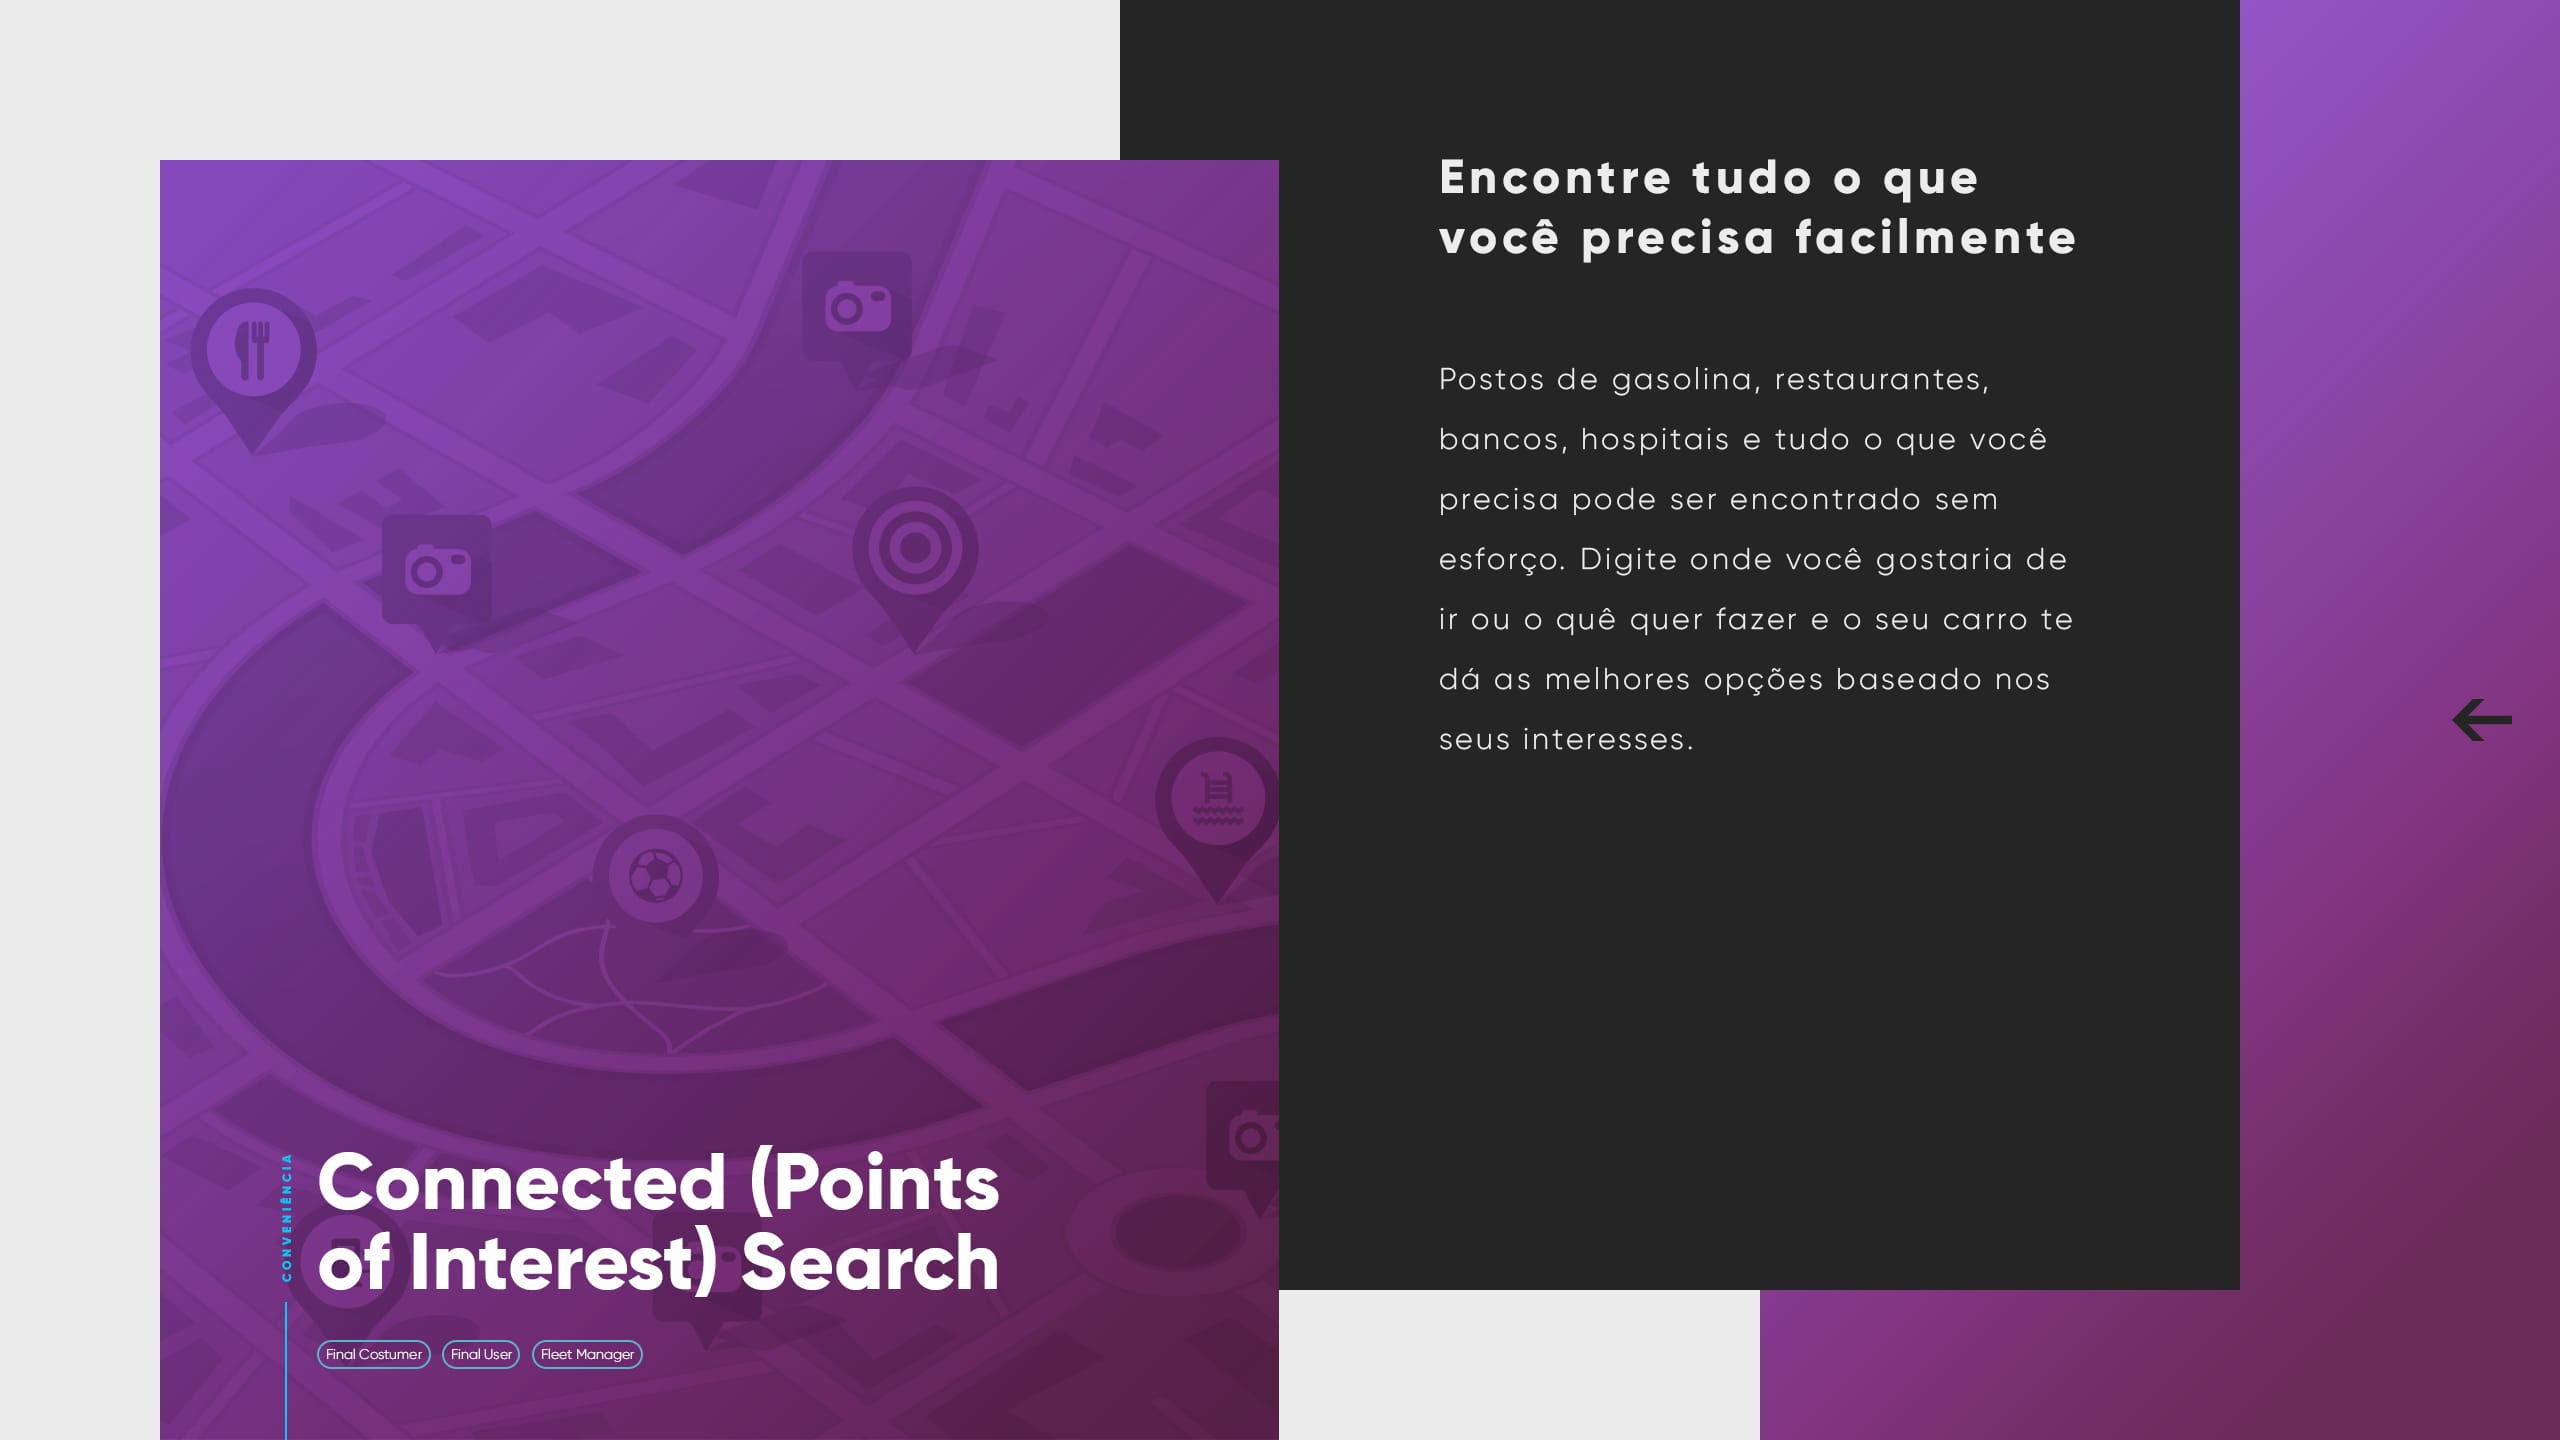 CONVENIÊNCIA
Connected (Points
of Interest) Search
Final Costumer
Final User
Fleet Manager
Encontre tudo o que
você precisa facilmente
Postos de gasolina, restaurantes,
bancos, hospitais e tudo o que você
precisa pode ser encontrado sem
esforço. Digite onde você gostaria de
ir ou o quê quer fazer e o seu carro te
dá as melhores opções baseado nos
seus interesses.